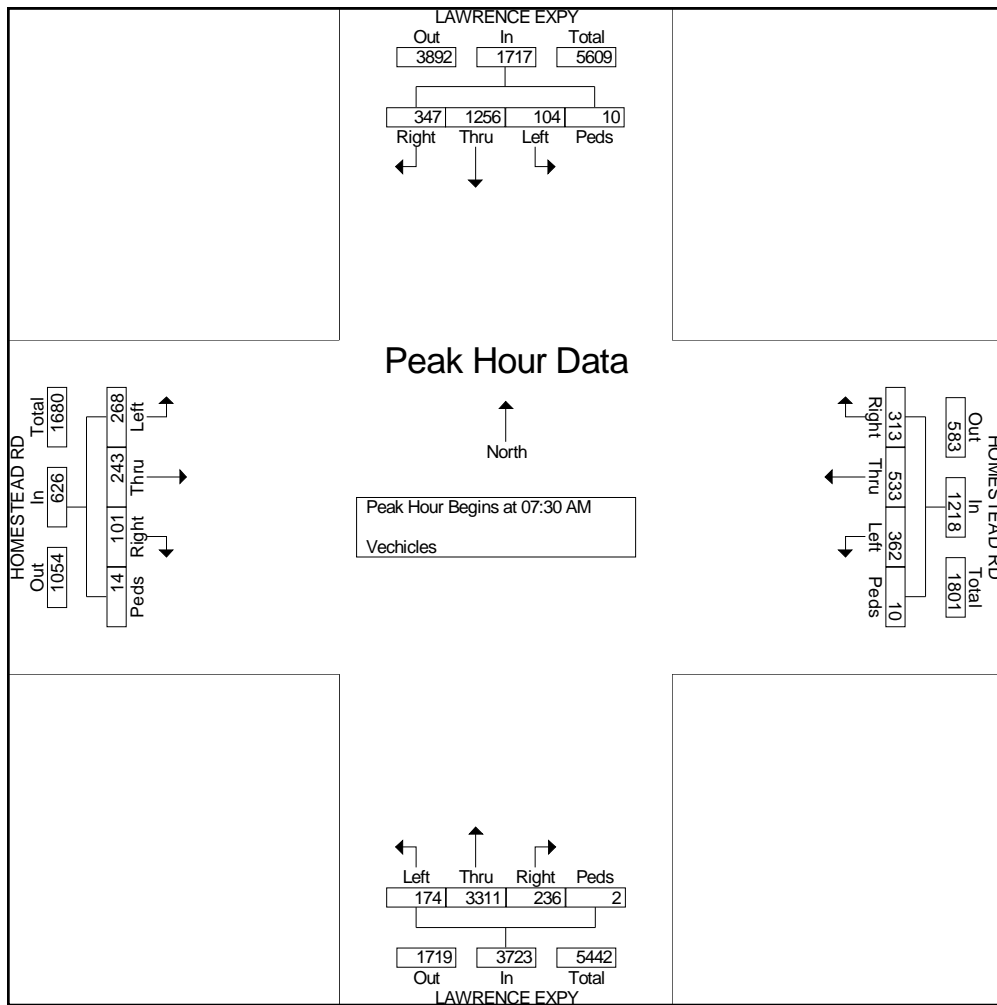 LAWRENCE EXPY
Out In Total
3892 1717 5609
347 1256 104 10
Right Thru Left Peds
Peak Hour Data
North
Peak Hour Begins at 07:30 AM
Vechicles
HOMESTEAD RD
Total In Out
1680 626 1054
268 243 101 14
Left Thru Right Peds
HOMESTEAD RD
Out In Total
583 1218 1801
313 533 362 10
Right Thru Left Peds
Left Thru Right Peds
174 3311 236 2
1719 3723 5442
Out In Total
LAWRENCE EXPY